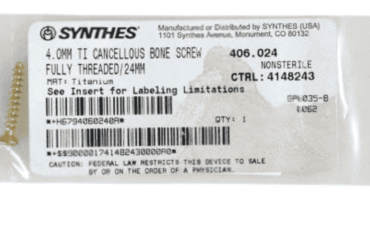 SYNTHES
Manufactured or Distributed by SYNTHES (USA)
1101 Synthes Avenue, Monument, CO 80132
4.0MM TI CANCELLOUS BONE SCREW
406.024
FULLY THREADED/24MM
NONSTERILE
MAT: Titanium
CTRL: 4148243
See Insert for Labeling Limitations
*+H6794060240A*
QTY: 1
*+$$9000017414824300000A0*
CAUTION: FEDERAL LAW RESTRICTS THIS DEVICE TO SALE
BY OR ON THE ORDER OF A PHYSICIAN.